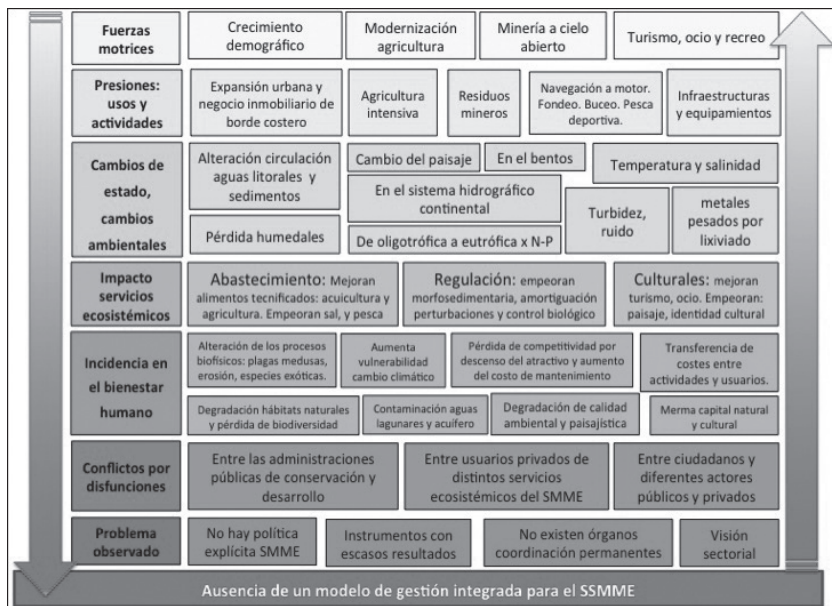 Fuerzas
motrices
Crecimiento
demográfico
Modernización
agricultura
Minería a cielo
abierto
Turismo, ocio y recreo
Presiones:
usos y
actividades
Expansión urbana y
negocio inmobiliario de
borde costero
Agricultura
intensiva
Residuos
mineros
Navegación a motor.
Fondeo. Buceo. Pesca
deportiva.
Infraestructuras
y equipamientos
Cambios de
estado,
cambios
ambientales
Alteración circulación
aguas litorales y
sedimentos
Cambio del paisaje
En el bentos
Temperatura y salinidad
En el sistema hidrográfico
continental
Turbidez,
ruido
metales
pesados por
lixiviado
Pérdida humedales
De oligotrófica a eutrófica x N-P
Impacto
servicios
ecosistémicos
Abastecimiento: Mejoran
alimentos tecnificados: acuicultura y
agricultura. Empeoran sal, y pesca
Regulación: empeoran
morfosedimentaria, amortiguación
perturbaciones y control biológico
Culturales: mejoran
turismo, ocio. Empeoran:
paisaje, identidad cultural
Incidencia en
el bienestar
humano
Alteración de los procesos
biofísicos: plagas medusas,
erosión, especies exóticas.
Aumenta
vulnerabilidad
cambio climático
Pérdida de competitividad por
descenso del atractivo y aumento
del costo de mantenimiento
Transferencia de
costes entre
actividades y usuarios.
Degradación hábitats naturales
y pérdida de biodiversidad
Contaminación aguas
lagunares y acuífero
Degradación de calidad
ambiental y paisajística
Merma capital natural
y cultural
Conflictos por
disfunciones
Entre las administraciones
públicas de conservación y
desarrollo
Entre usuarios privados de
distintos servicios
ecosistémicos del SMME
Entre ciudadanos y
diferentes actores
públicos y privados
Problema
observado
No hay política
explícita SMME
Instrumentos con
escasos resultados
No existen órganos
coordinación permanentes
Visión
sectorial
Ausencia de un modelo de gestión integrada para el SSMME